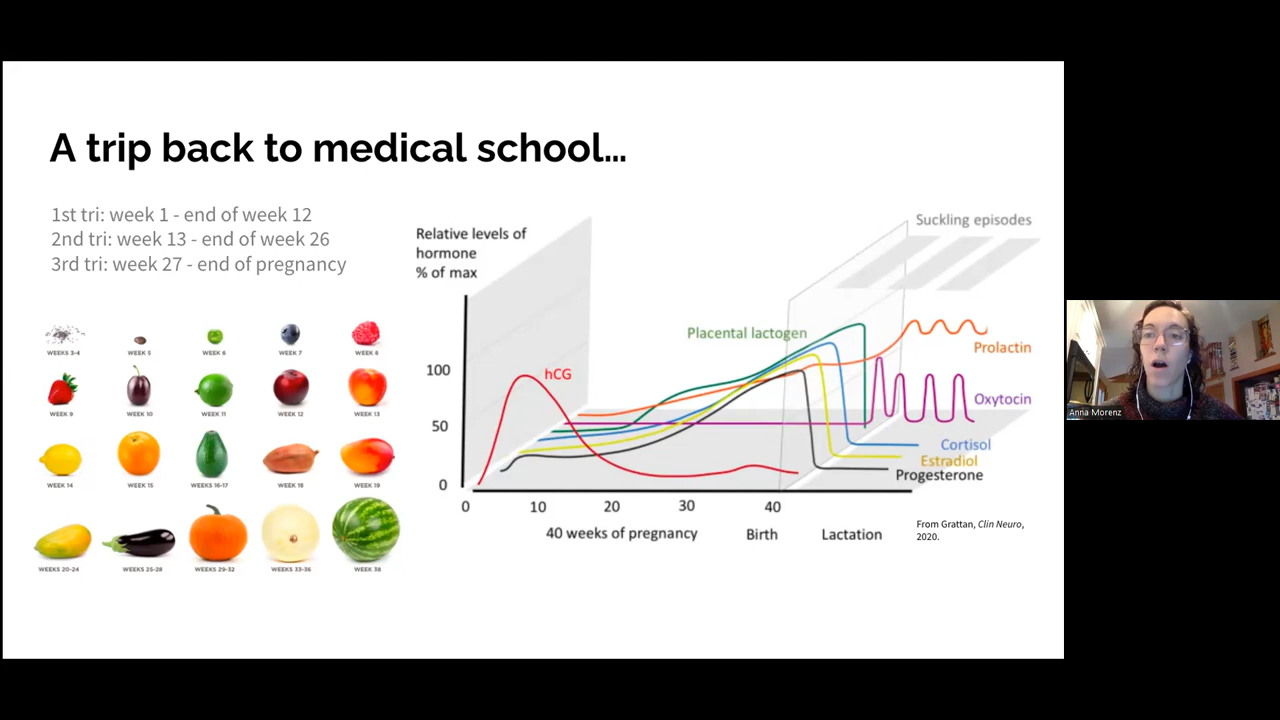 A trip back to medical school...
1st tri: week 1 - end of week 12
2nd tri: week 13 - end of week 26
3rd tri: week 27 - end of pregnancy
WEEKS 3-4
WEEK 5
WEEK 6
WEEK 7
WEEK 8
WEEK 9
WEEK 10
WEEK 11
WEEK 12
WEEK 13
WEEK 14
WEEK 15
WEEKS 16-17
WEEK 18
WEEK 19
WEEKS 20-24
WEEKS 25-28
WEEKS 29-32
WEEKS 33-36
WEEK 38
Relative levels of
hormone
% of max
Suckling episodes
Placental lactogen
Prolactin
hCG
100
Oxytocin
50
Cortisol
Estradiol
Progesterone
0
0
10
20
30
40
40 weeks of pregnancy
Birth
Lactation
From Grattan, Clin Neuro,
2020.
Anna Morenz